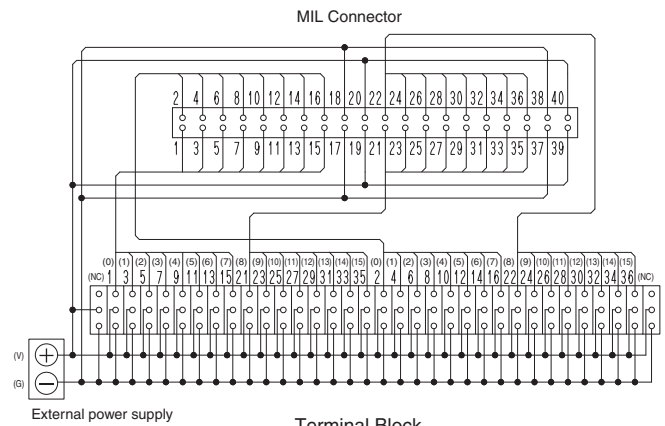 MIL Connector
2 4 6 8 10 12 14 16 18 20 22 24 26 28 30 32 34 36 38 40
1 3 5 7 9 11 13 15 17 19 21 23 25 27 29 31 33 35 37 39
(0) (1) (2) (3) (4) (5) (6) (7) (8) (9) (10) (11) (12) (13) (14) (15) (0) (1) (2) (3) (4) (5) (6) (7) (8) (9) (10) (11) (12) (13) (14) (15)
(NC) 1 3 5 7 9 11 13 15 21 23 25 27 29 31 33 35 2 4 6 8 10 12 14 16 22 24 26 28 30 32 34 36 (NC)
(V) +
(G) −
External power supply
Terminal Block